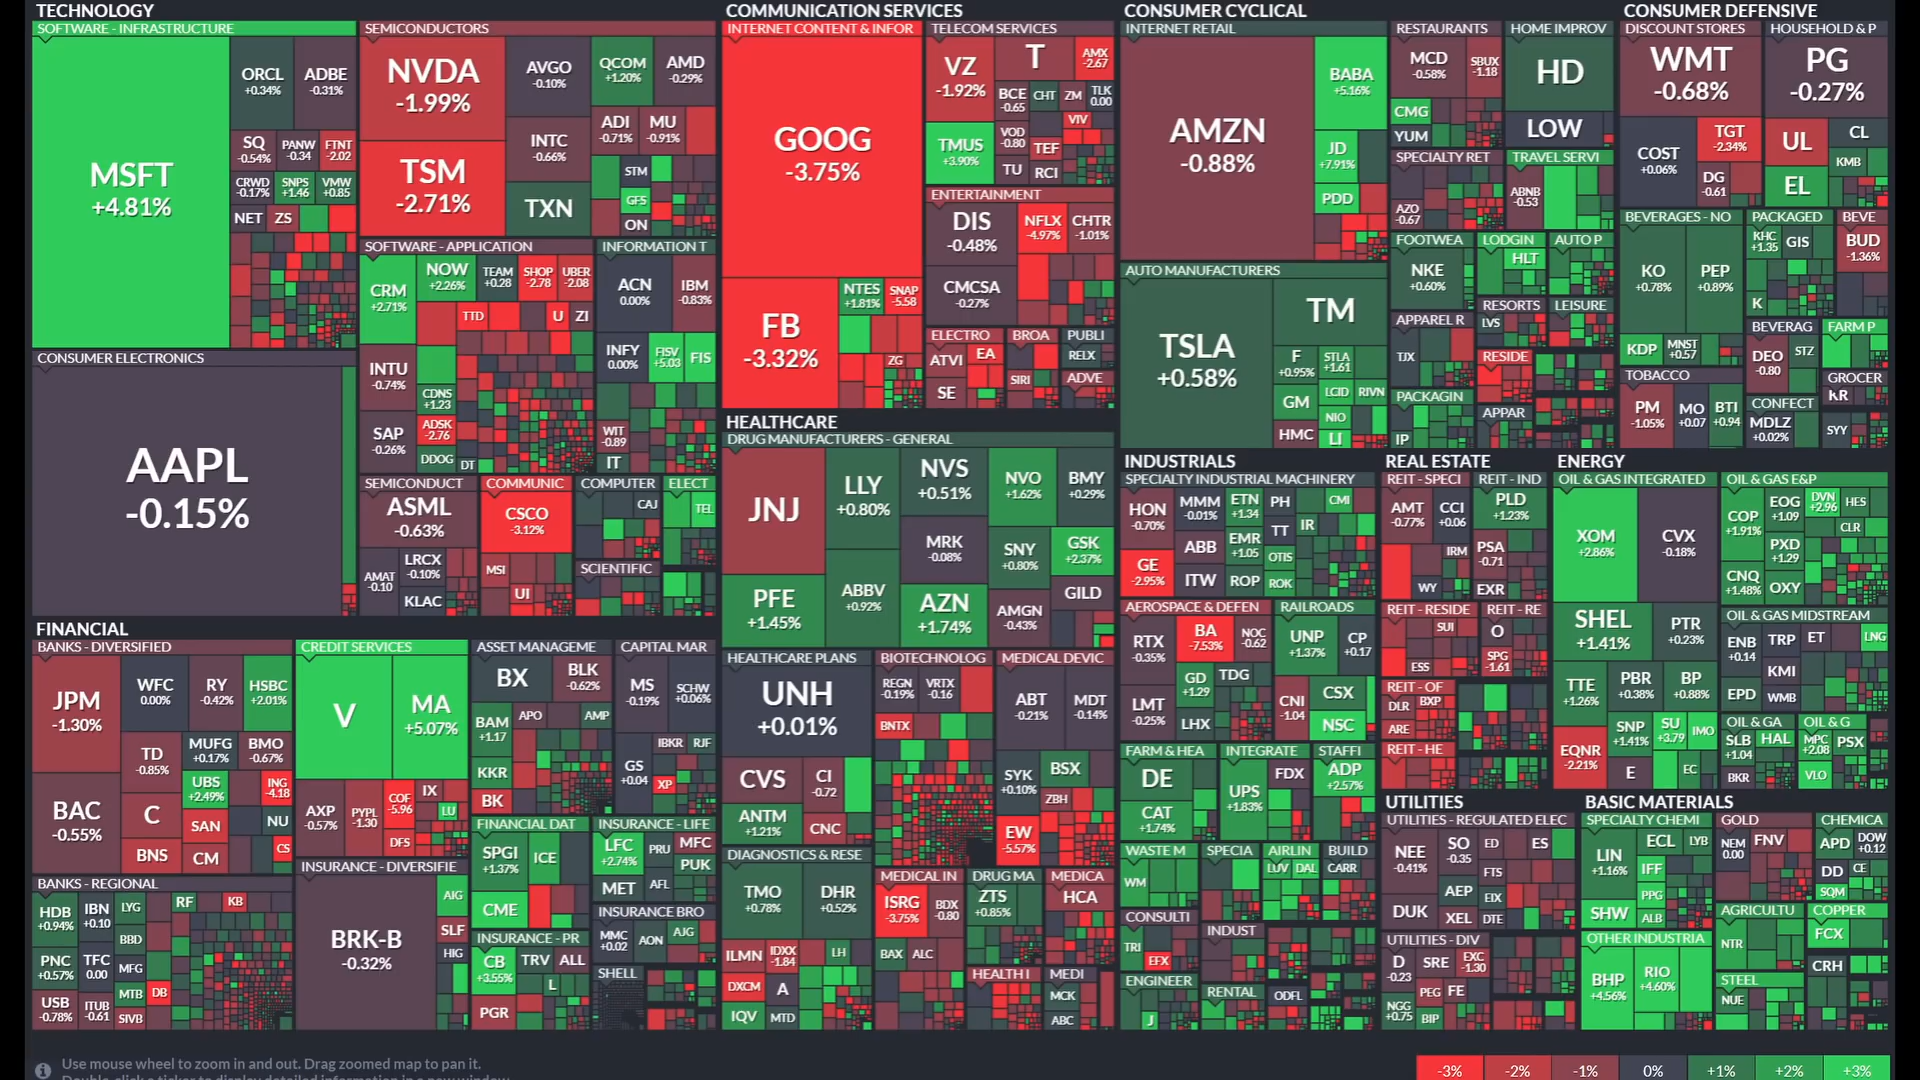 TECHNOLOGY
SOFTWARE - INFRASTRUCTURE
MSFT
+4.81%
ORCL
+0.34%
ADBE
-0.31%
SQ
-0.54%
PANW
-0.34
FTNT
-2.02
CRWD
-0.17%
SNPS
+1.46
VMW
+0.85
NET
ZS
CONSUMER ELECTRONICS
AAPL
-0.15%
SEMICONDUCTORS
NVDA
-1.99%
TSM
-2.71%
AVGO
-0.10%
QCOM
+1.20%
AMD
-0.29%
INTC
-0.66%
ADI
-0.71%
MU
-0.91%
TXN
STM
GFS
ON
SOFTWARE - APPLICATION
CRM
+2.71%
NOW
+2.26%
TEAM
+0.28
SHOP
-2.78
UBER
-2.08
TTD
U
ZI
INTU
-0.74%
CDNS
+1.23
SAP
-0.26%
ADSK
-2.76
DDOG
DT
INFORMATION T
ACN
0.00%
IBM
-0.83%
INFY
0.00%
FISV
+5.03
FIS
WIT
-0.89
IT
SEMICONDUCT
ASML
-0.63%
AMAT
-0.10
LRCX
-0.10%
KLAC
COMMUNIC
CSCO
-3.12%
MSI
UI
COMPUTER
CAJ
ELECT
TEL
SCIENTIFIC
COMMUNICATION SERVICES
INTERNET CONTENT & INFOR
GOOG
-3.75%
FB
-3.32%
NTES
+1.81%
SNAP
-5.58
ZG
TELECOM SERVICES
VZ
-1.92%
T
AMX
-2.67
BCE
-0.65
CHT
ZM
TLK
0.00
TMUS
+3.90%
VOD
-0.80
VIV
TEF
TU
RCI
ENTERTAINMENT
DIS
-0.48%
NFLX
-4.97%
CHTR
-1.01%
CMCSA
-0.27%
ELECTRO
ATVI
EA
SE
BROA
SIRI
PUBLI
RELX
ADVE
CONSUMER CYCLICAL
INTERNET RETAIL
AMZN
-0.88%
BABA
+5.16%
JD
+7.91%
PDD
AUTO MANUFACTURERS
TSLA
+0.58%
TM
F
+0.95%
STLA
+1.61
GM
LCID
RIVN
NIO
HMC
LI
RESTAURANTS
MCD
-0.58%
SBUX
-1.18
CMG
YUM
HOME IMPROV
HD
LOW
SPECIALTY RET
AZO
-0.67
TRAVEL SERVI
ABNB
-0.53
FOOTWEA
NKE
+0.60%
LODGIN
HLT
AUTO P
RESORTS
LVS
LEISURE
APPAREL R
TJX
RESIDE
PACKAGIN
IP
APPAR
CONSUMER DEFENSIVE
DISCOUNT STORES
WMT
-0.68%
COST
+0.06%
TGT
-2.34%
DG
-0.61
HOUSEHOLD & P
PG
-0.27%
UL
CL
KMB
EL
BEVERAGES - NO
KO
+0.78%
PEP
+0.89%
KDP
MNST
+0.57
PACKAGED
KHC
+1.35
GIS
K
BEVE
BUD
-1.36%
BEVERAG
DEO
-0.80
STZ
FARM P
TOBACCO
PM
-1.05%
MO
+0.07
BTI
+0.94
CONFECT
MDLZ
+0.02%
GROCER
KR
SYY
HEALTHCARE
DRUG MANUFACTURERS - GENERAL
JNJ
LLY
+0.80%
NVS
+0.51%
NVO
+1.62%
BMY
+0.29%
MRK
-0.08%
SNY
+0.80%
GSK
+2.37%
PFE
+1.45%
ABBV
+0.92%
AZN
+1.74%
AMGN
-0.43%
GILD
HEALTHCARE PLANS
UNH
+0.01%
CVS
CI
-0.72
ANTM
+1.21%
CNC
BIOTECHNOLOG
REGN
-0.19%
VRTX
-0.16
BNTX
MEDICAL DEVIC
ABT
-0.21%
MDT
-0.14%
SYK
+0.10%
BSX
ZBH
EW
-5.57%
DIAGNOSTICS & RESE
TMO
+0.78%
DHR
+0.52%
ILMN
IDXX
-1.84
LH
DXCM
A
IQV
MTD
MEDICAL IN
ISRG
-3.75%
BDX
-0.80
BAX
ALC
DRUG MA
ZTS
+0.85%
MEDICA
HCA
HEALTH I
MEDI
MCK
ABC
INDUSTRIALS
SPECIALTY INDUSTRIAL MACHINERY
HON
-0.70%
MMM
-0.01%
ETN
+1.34
PH
CMI
GE
-2.95%
ABB
EMR
+1.05
TT
IR
OTIS
ITW
ROP
ROK
AEROSPACE & DEFEN
RTX
-0.35%
BA
-7.53%
NOC
-0.62
GD
+1.29
TDG
LMT
-0.25%
LHX
RAILROADS
UNP
+1.37%
CP
+0.17
CNI
-1.04
CSX
NSC
FARM & HEA
DE
CAT
+1.74%
INTEGRATE
UPS
+1.83%
FDX
STAFFI
ADP
+2.57%
WASTE M
WM
SPECIA
AIRLIN
LUV
DAL
BUILD
CARR
CONSULTI
TRI
EFX
INDUST
ENGINEER
J
RENTAL
ODFL
REAL ESTATE
REIT - SPECI
AMT
-0.77%
CCI
+0.06
IRM
WY
REIT - IND
PLD
+1.23%
PSA
-0.71
EXR
REIT - RESIDE
SUI
ESS
REIT - RE
O
SPG
-1.61
REIT - OF
DLR
BXP
ARE
REIT - HE
ENERGY
OIL & GAS INTEGRATED
XOM
+2.86%
CVX
-0.18%
SHEL
+1.41%
PTR
+0.23%
TTE
+1.26%
PBR
+0.38%
BP
+0.88%
EQNR
-2.21%
SNP
+1.41%
SU
+3.79
IMO
E
EC
OIL & GAS E&P
COP
+1.91%
EOG
+1.09
DVN
+2.96
HES
PXD
+1.29
CLR
CNQ
+1.48%
OXY
OIL & GAS MIDSTREAM
ENB
+0.14
TRP
ET
LNG
KMI
EPD
WMB
OIL & GA
SLB
+1.04
HAL
BKR
OIL & G
MPC
+2.08
PSX
VLO
FINANCIAL
BANKS - DIVERSIFIED
JPM
-1.30%
WFC
0.00%
RY
-0.42%
HSBC
+2.01%
BAC
-0.55%
TD
-0.85%
MUFG
+0.17%
BMO
-0.67%
UBS
+2.49%
ING
-4.18
C
SAN
NU
BNS
CM
CS
BANKS - REGIONAL
HDB
+0.94%
IBN
+0.10
LYG
RF
KB
BBD
PNC
+0.57%
TFC
0.00
MFG
USB
-0.78%
ITUB
-0.61
MTB
DB
SIVB
CREDIT SERVICES
V
MA
+5.07%
AXP
-0.57%
PYPL
-1.30
COF
-5.96
IX
LU
DFS
INSURANCE - DIVERSIFIE
BRK-B
-0.32%
AIG
SLF
HIG
ASSET MANAGEME
BX
BLK
-0.62%
BAM
+1.17
APO
AMP
KKR
BK
CAPITAL MAR
MS
-0.19%
SCHW
+0.06%
GS
+0.04
IBKR
RJF
XP
FINANCIAL DAT
SPGI
+1.37%
ICE
CME
INSURANCE - LIFE
LFC
+2.74%
PRU
MFC
PUK
MET
AFL
INSURANCE - PR
CB
+3.55%
TRV
ALL
L
PGR
INSURANCE BRO
MMC
+0.02
AON
AJG
SHELL
UTILITIES
UTILITIES - REGULATED ELEC
NEE
-0.41%
SO
-0.35
ED
ES
FTS
DUK
AEP
EIX
XEL
DTE
UTILITIES - DIV
D
-0.23
SRE
EXC
-1.30
PEG
FE
NGG
+0.75
BIP
BASIC MATERIALS
SPECIALTY CHEMI
LIN
+1.16%
ECL
LYB
IFF
PPG
SHW
ALB
GOLD
NEM
0.00
FNV
CHEMICA
APD
DOW
+0.12
DD
CE
SQM
OTHER INDUSTRIA
BHP
+4.56%
RIO
+4.60%
AGRICULTU
NTR
COPPER
FCX
STEEL
NUE
CRH
Use mouse wheel to zoom in and out. Drag zoomed map to pan it.
-3%
-2%
-1%
0%
+1%
+2%
+3%